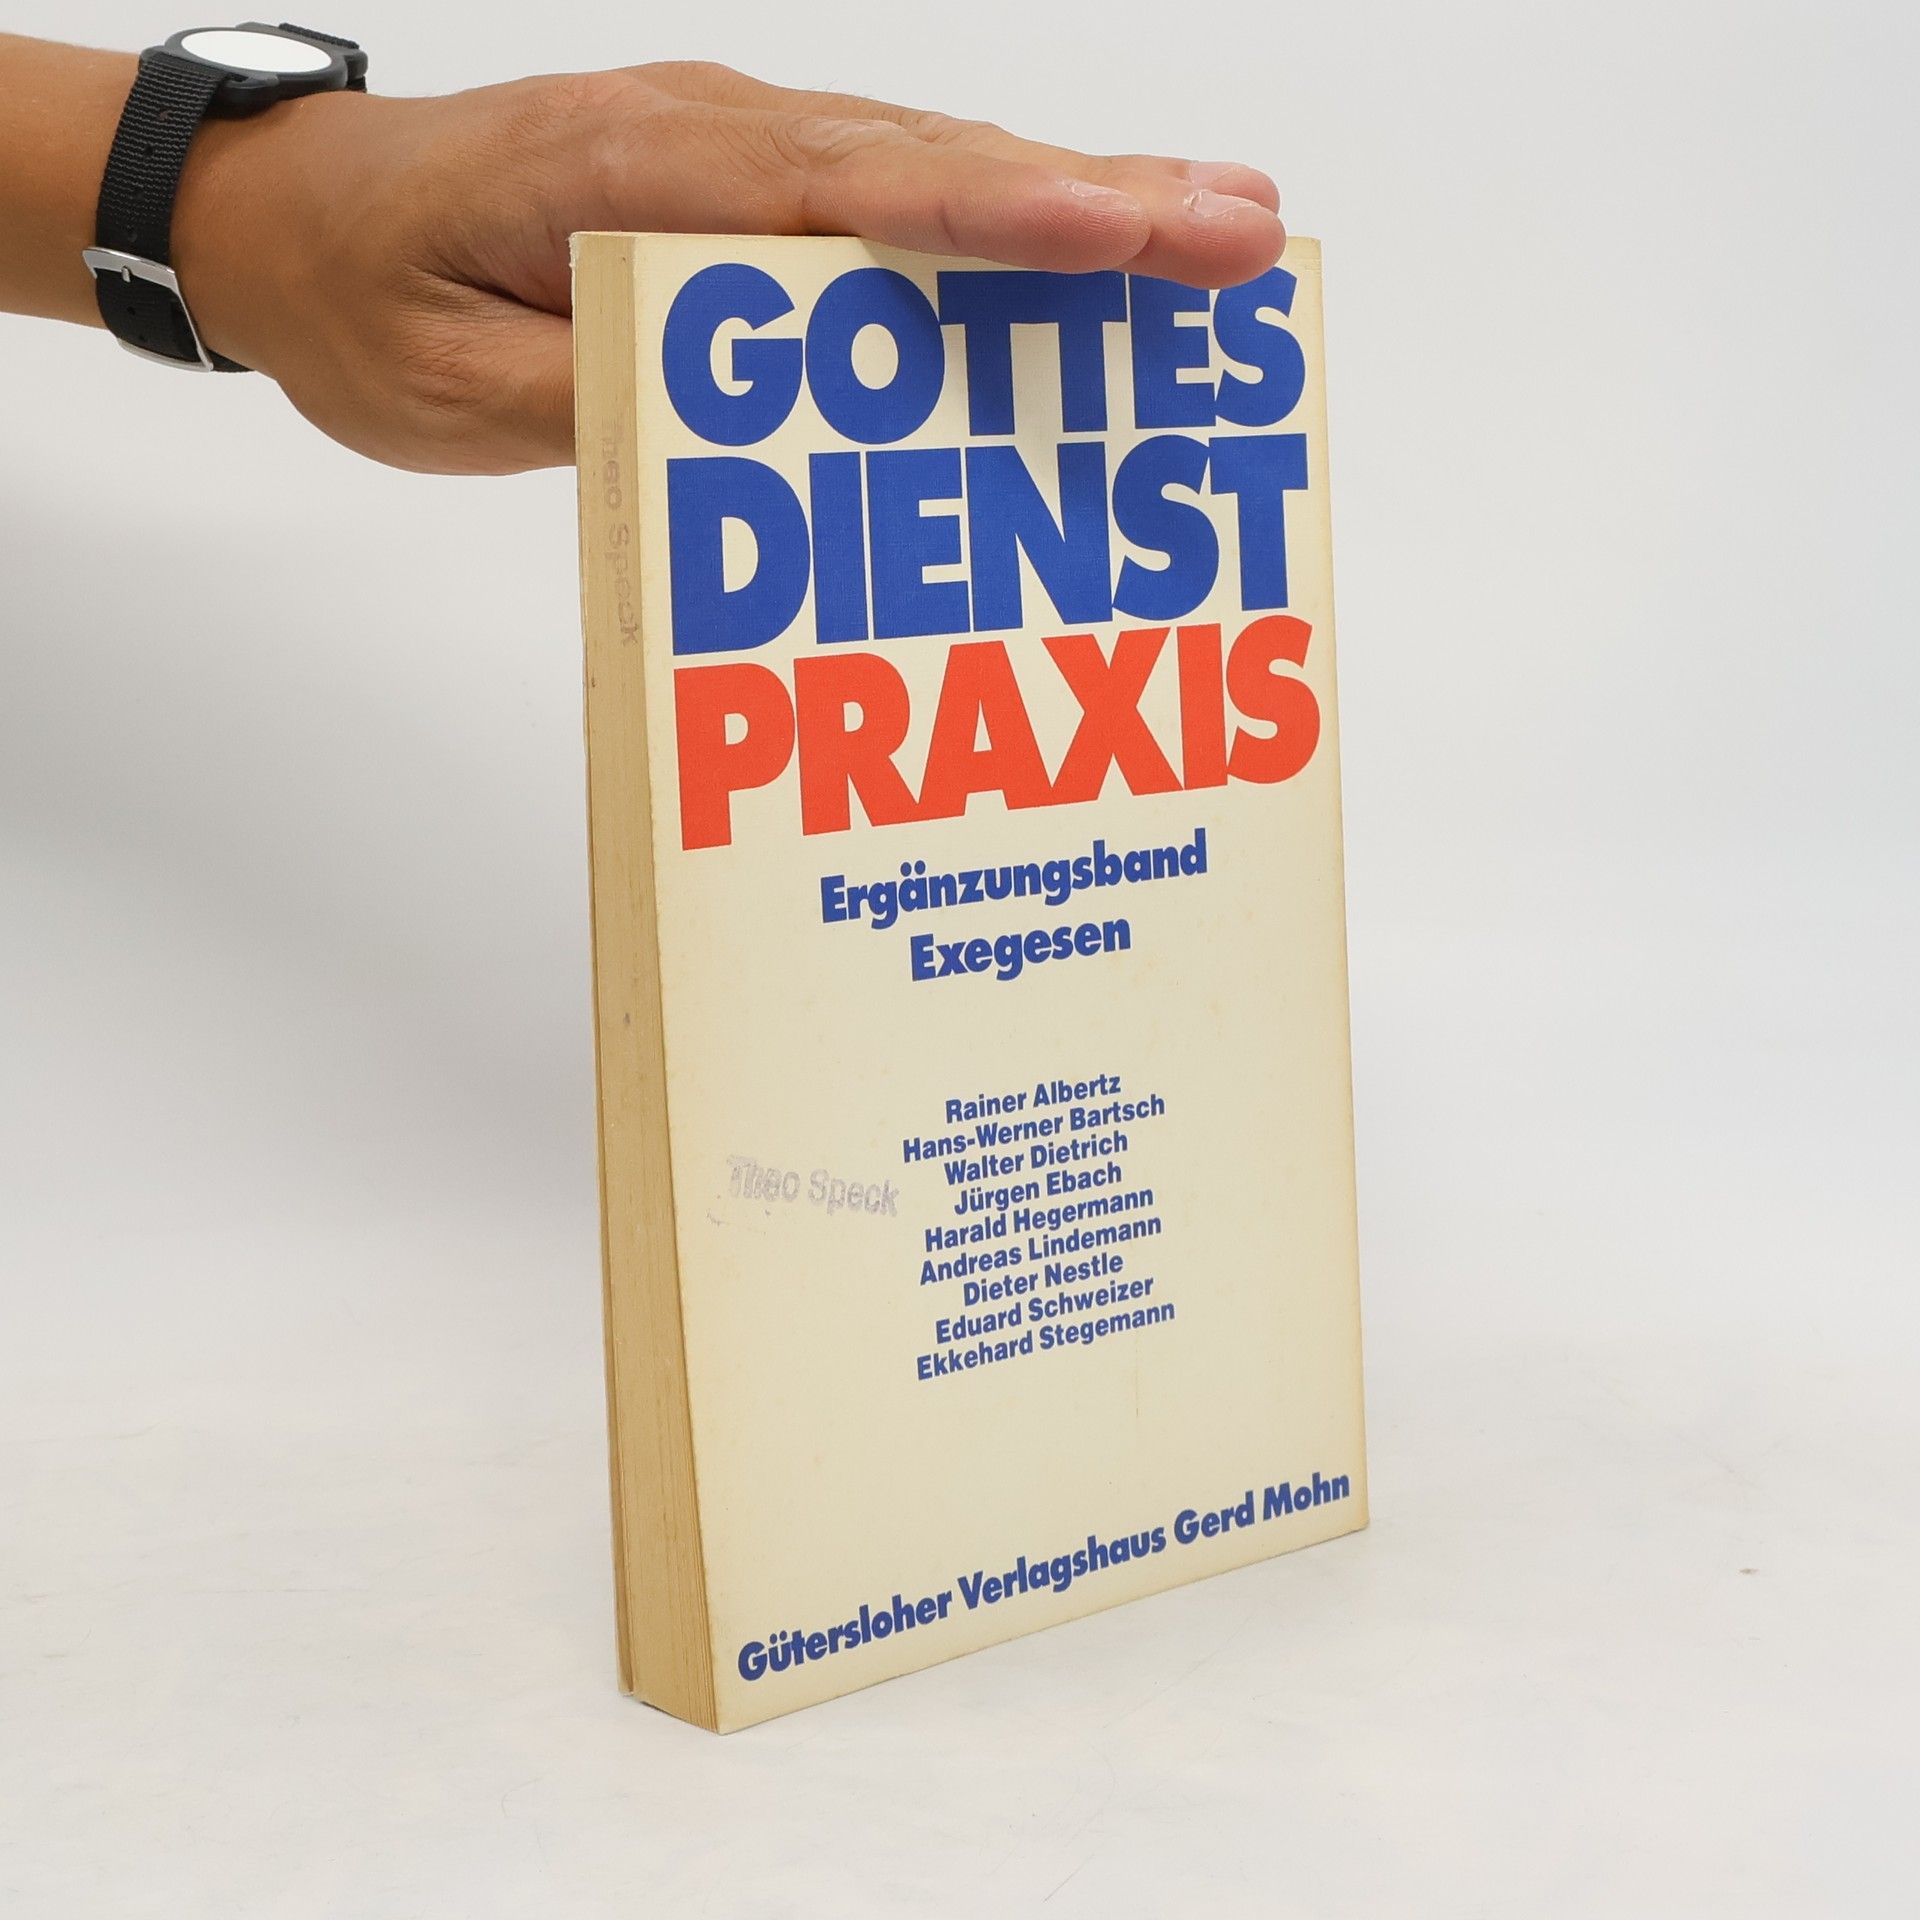 GOTTES
DIENST
PRAXIS
Ergänzungsband
Exegesen
Rainer Albertz
Hans-Werner Bartsch
Walter Dietrich
Jürgen Ebach
Harald Hegermann
Andreas Lindemann
Dieter Nestle
Eduard Schweizer
Ekkehard Stegemann
Theo Speck
Gütersloher Verlagshaus Gerd Mohn
Theo Speck